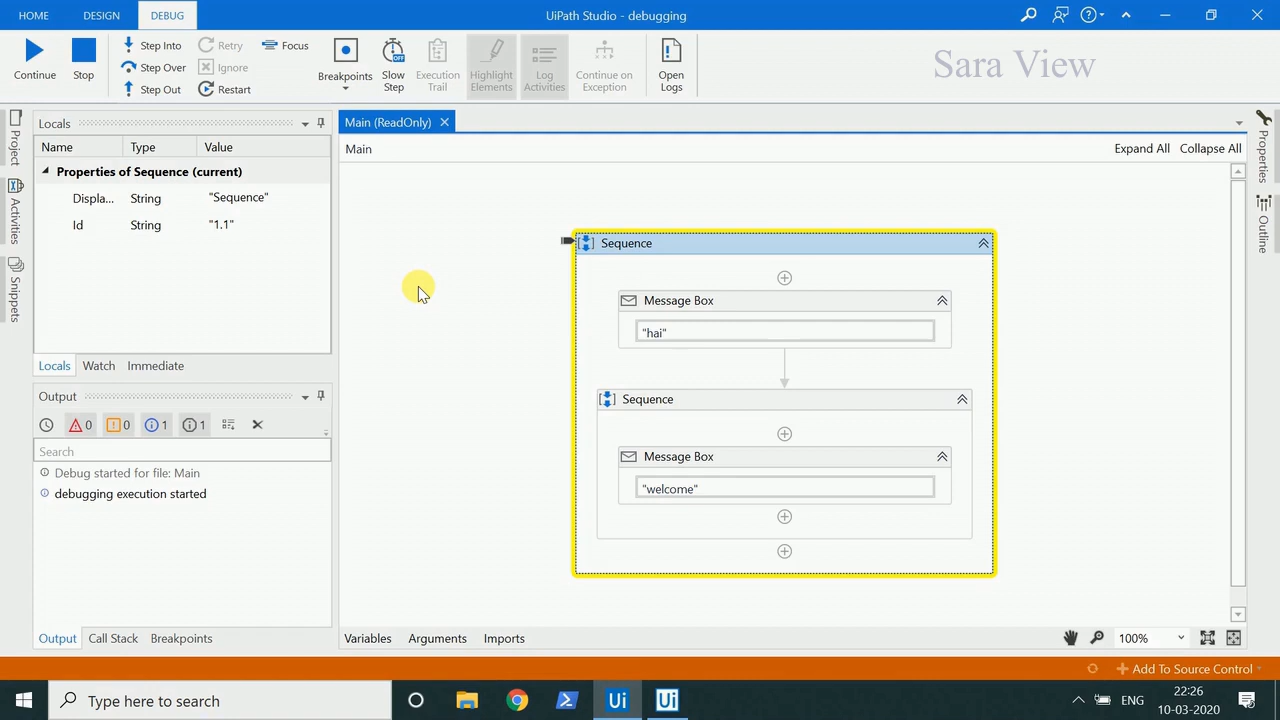 HOME DESIGN DEBUG UiPath Studio - debugging
Continue
Stop
Step Into
Step Over
Step Out
Retry
Ignore
Restart
Focus
Breakpoints
Slow
Step
Execution
Trail
Highlight
Elements
Log
Activities
Continue on
Exception
Open
Logs
Sara View
Project
Activities
Snippets
Locals
Name Type Value
Properties of Sequence (current)
Displa... String "Sequence"
Id String "1.1"
Locals Watch Immediate
Output
0 0 1 1
Search
Debug started for file: Main
debugging execution started
Output Call Stack Breakpoints
Main (ReadOnly)
Main Expand All Collapse All
Sequence
Message Box
"hai"
Sequence
Message Box
"welcome"
Variables Arguments Imports 100%
Properties
Outline
Add To Source Control
Type here to search
Ui
Ui
ENG
22:26
10-03-2020